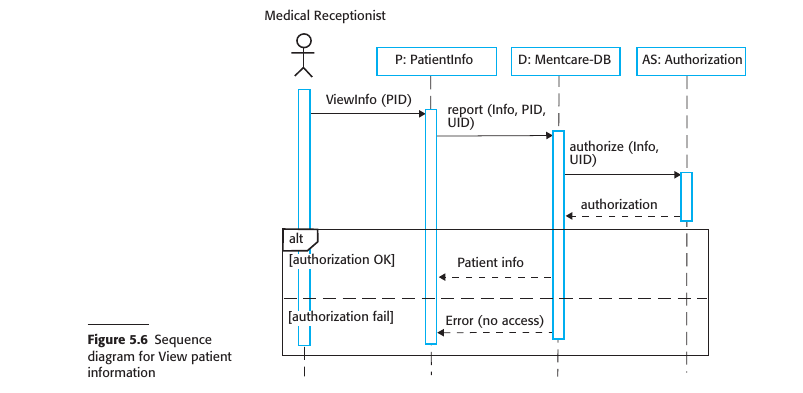 Medical Receptionist
P: PatientInfo
D: Mentcare-DB
AS: Authorization
ViewInfo (PID)
report (Info, PID,
UID)
authorize (Info,
UID)
authorization
alt
[authorization OK]
Patient info
[authorization fail]
Error (no access)
Figure 5.6 Sequence
diagram for View patient
information